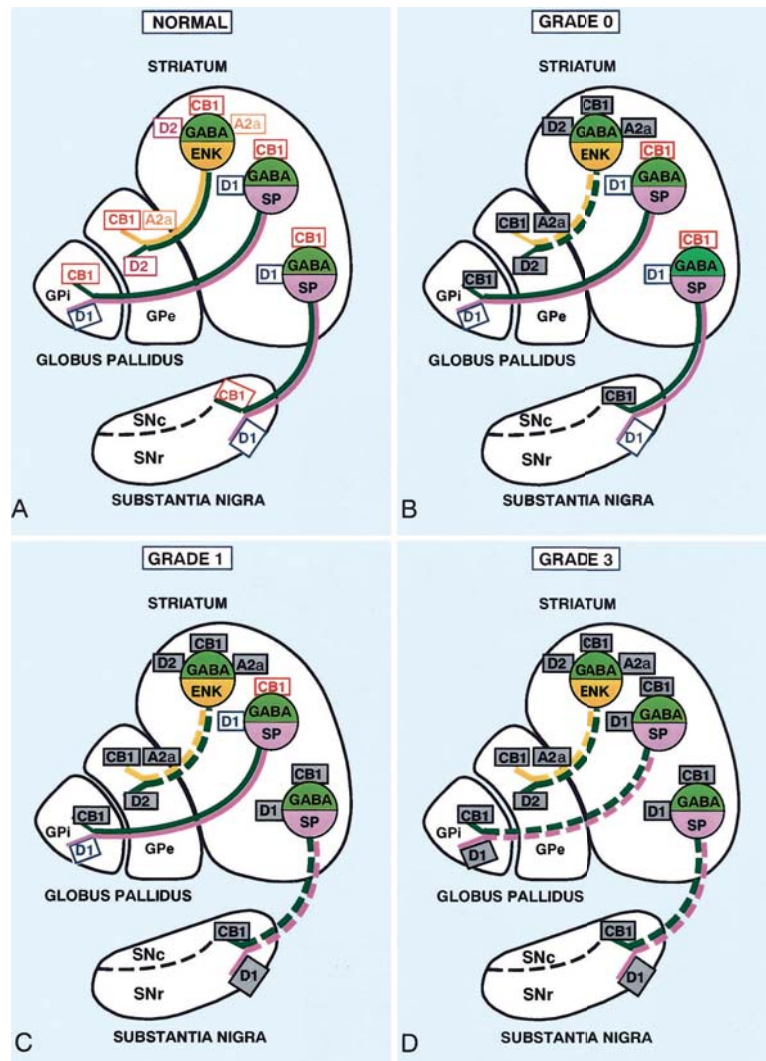 NORMAL
STRIATUM
CB1
D2 GABA A2a
ENK
CB1
D1 GABA
SP
CB1 A2a
D2
CB1
D1 GABA
SP
CB1
GPi
D1
GPe
GLOBUS PALLIDUS
CB1
SNc
D1
SNr
SUBSTANTIA NIGRA
A
GRADE 0
STRIATUM
CB1
D2 GABA A2a
ENK
CB1
D1 GABA
SP
CB1 A2a
D2
CB1
D1 GABA
SP
CB1
GPi
D1
GPe
GLOBUS PALLIDUS
CB1
SNc
D1
SNr
SUBSTANTIA NIGRA
B
GRADE 1
STRIATUM
CB1
D2 GABA A2a
ENK
CB1
D1 GABA
SP
CB1 A2a
D2
CB1
D1 GABA
SP
CB1
GPi
D1
GPe
GLOBUS PALLIDUS
CB1
SNc
D1
SNr
SUBSTANTIA NIGRA
C
GRADE 3
STRIATUM
CB1
D2 GABA A2a
ENK
CB1
D1 GABA
SP
CB1 A2a
D2
CB1
D1 GABA
SP
CB1
GPi
D1
GPe
GLOBUS PALLIDUS
CB1
SNc
D1
SNr
SUBSTANTIA NIGRA
D